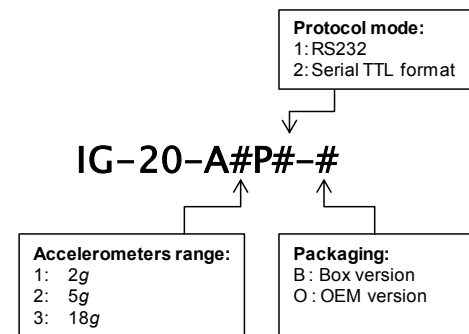 Protocol mode:
1: RS232
2: Serial TTL format
IG-20-A#P#-#
Accelerometers range:
1: 2g
2: 5g
3: 18g
Packaging:
B : Box version
O : OEM version